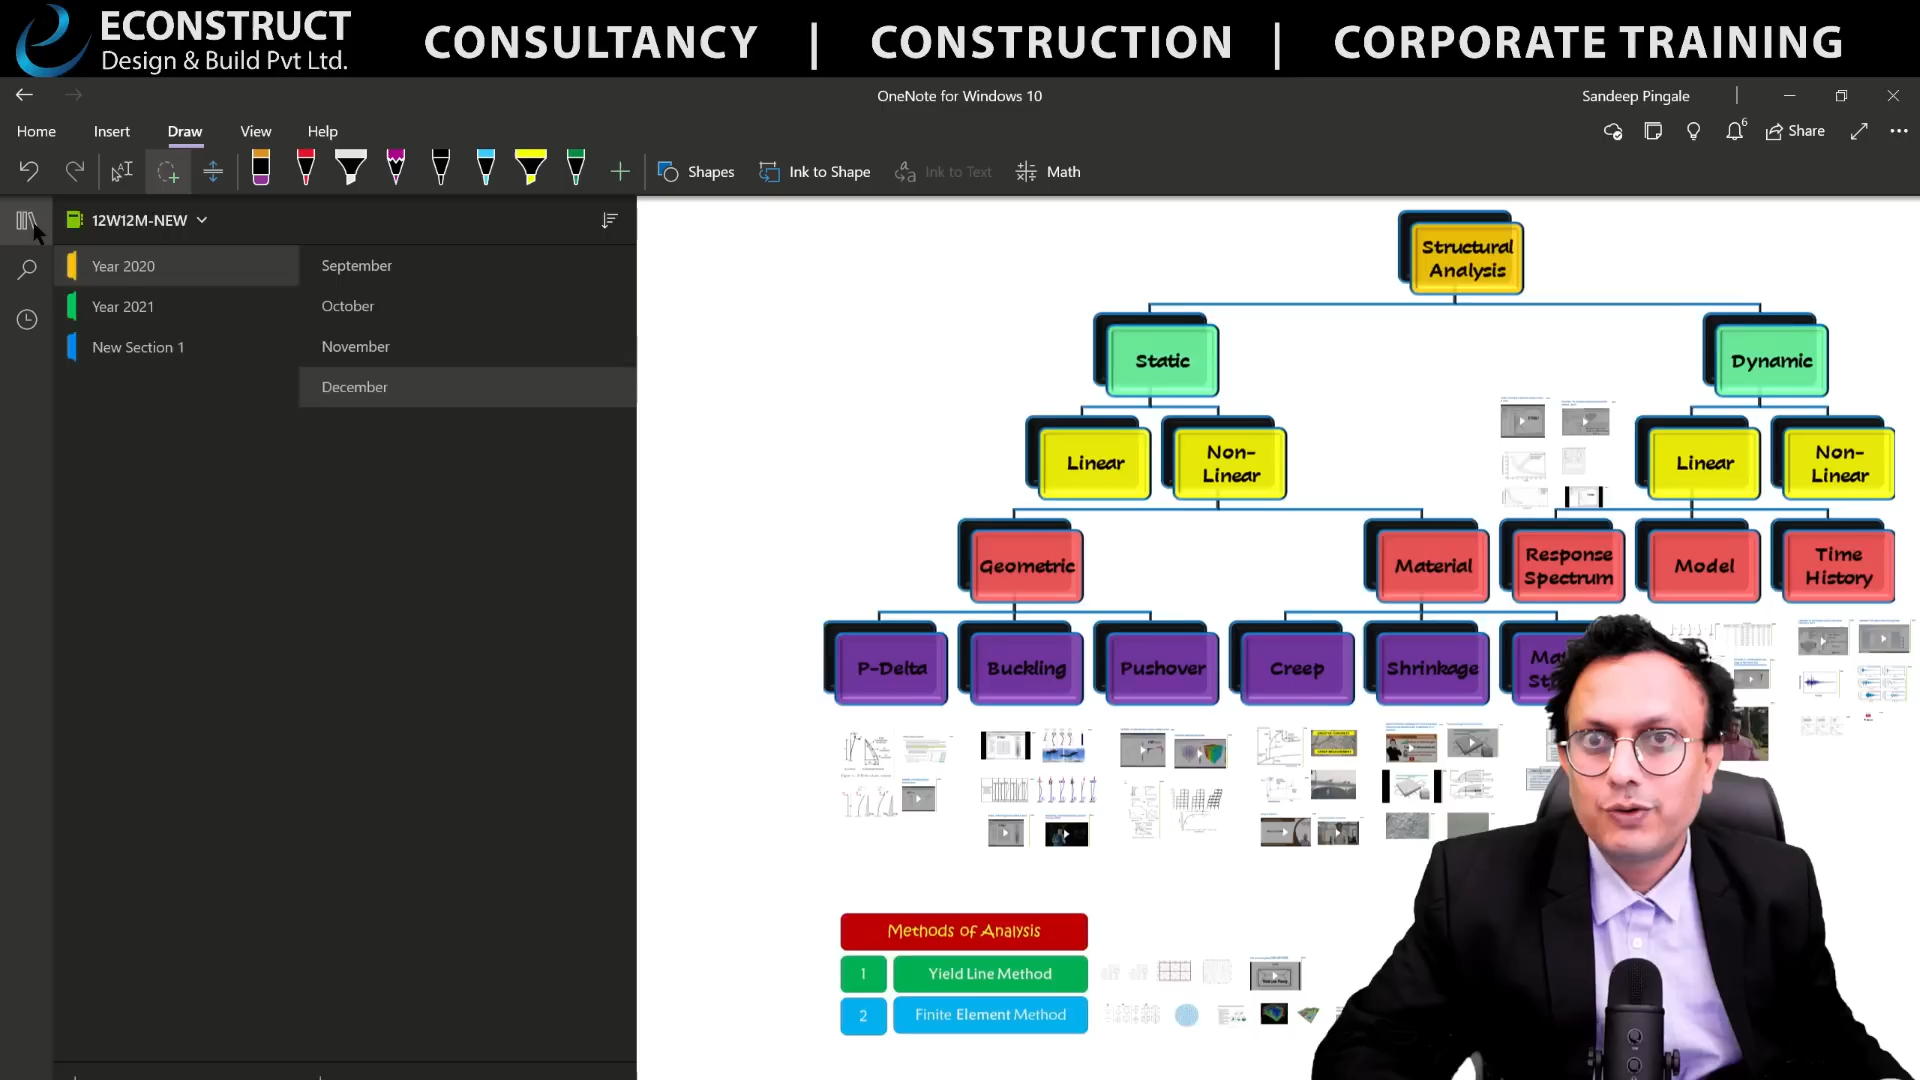 ECONSTRUCT
Design & Build Pvt Ltd.
CONSULTANCY | CONSTRUCTION | CORPORATE TRAINING
OneNote for Windows 10
Sandeep Pingale
Home Insert Draw View Help
6
Share
Shapes
Ink to Shape
Ink to Text
Math
12W12M-NEW
Year 2020
Year 2021
New Section 1
September
October
November
December
Structural
Analysis
Static
Dynamic
Linear
Non-
Linear
Linear
Non-
Linear
Geometric
Material
Response
Spectrum
Model
Time
History
P-Delta
Buckling
Pushover
Creep
Shrinkage
Methods of Analysis
1 Yield Line Method
2 Finite Element Method